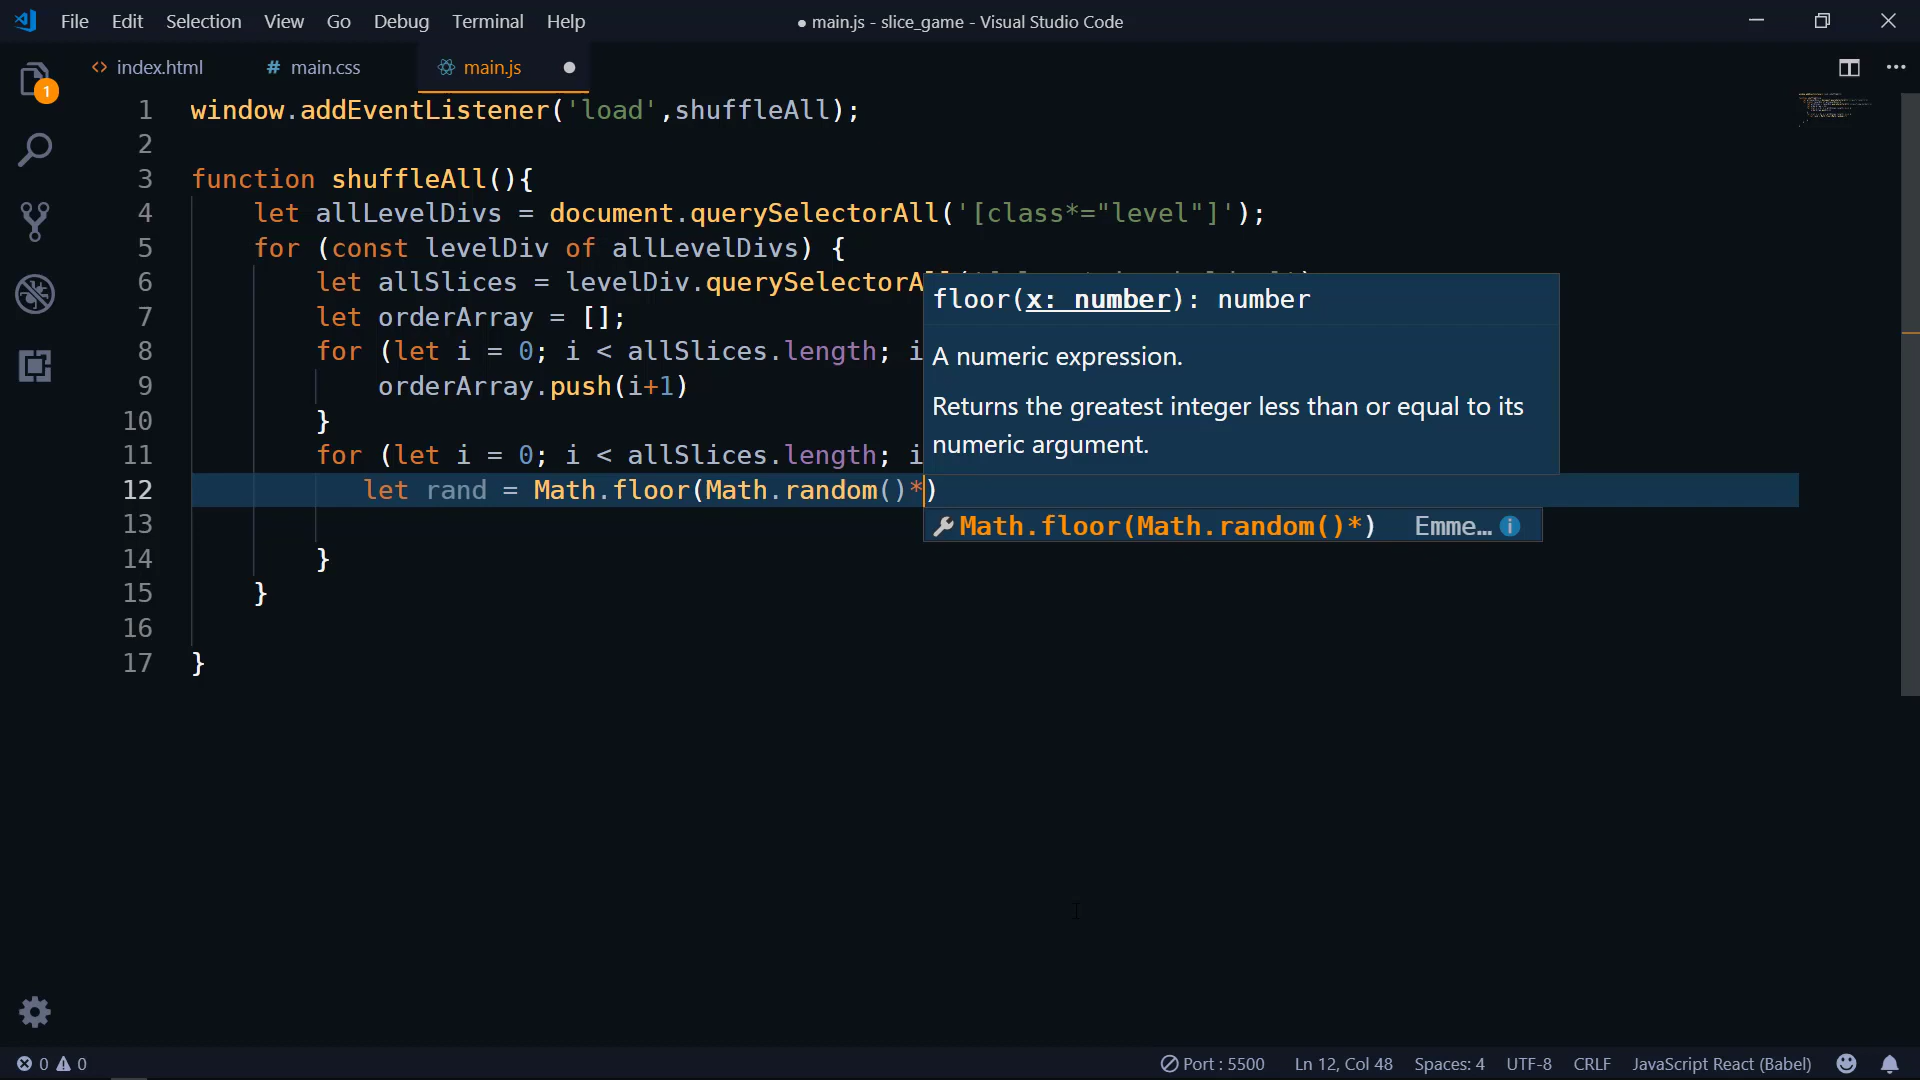 File Edit Selection View Go Debug Terminal Help
● main.js - slice_game - Visual Studio Code
index.html # main.css main.js
1
1 window.addEventListener('load',shuffleAll);
2
3 function shuffleAll(){
4 let allLevelDivs = document.querySelectorAll('[class*="level"]');
5 for (const levelDiv of allLevelDivs) {
6 let allSlices = levelDiv.querySelectorA
7 let orderArray = [];
8 for (let i = 0; i < allSlices.length; i
9 orderArray.push(i+1)
10 }
11 for (let i = 0; i < allSlices.length; i
12 let rand = Math.floor(Math.random()*)
13
14 }
15 }
16
17 }
floor(x: number): number
A numeric expression.
Returns the greatest integer less than or equal to its
numeric argument.
Math.floor(Math.random()*) Emme…
0 0 Port : 5500 Ln 12, Col 48 Spaces: 4 UTF-8 CRLF JavaScript React (Babel)